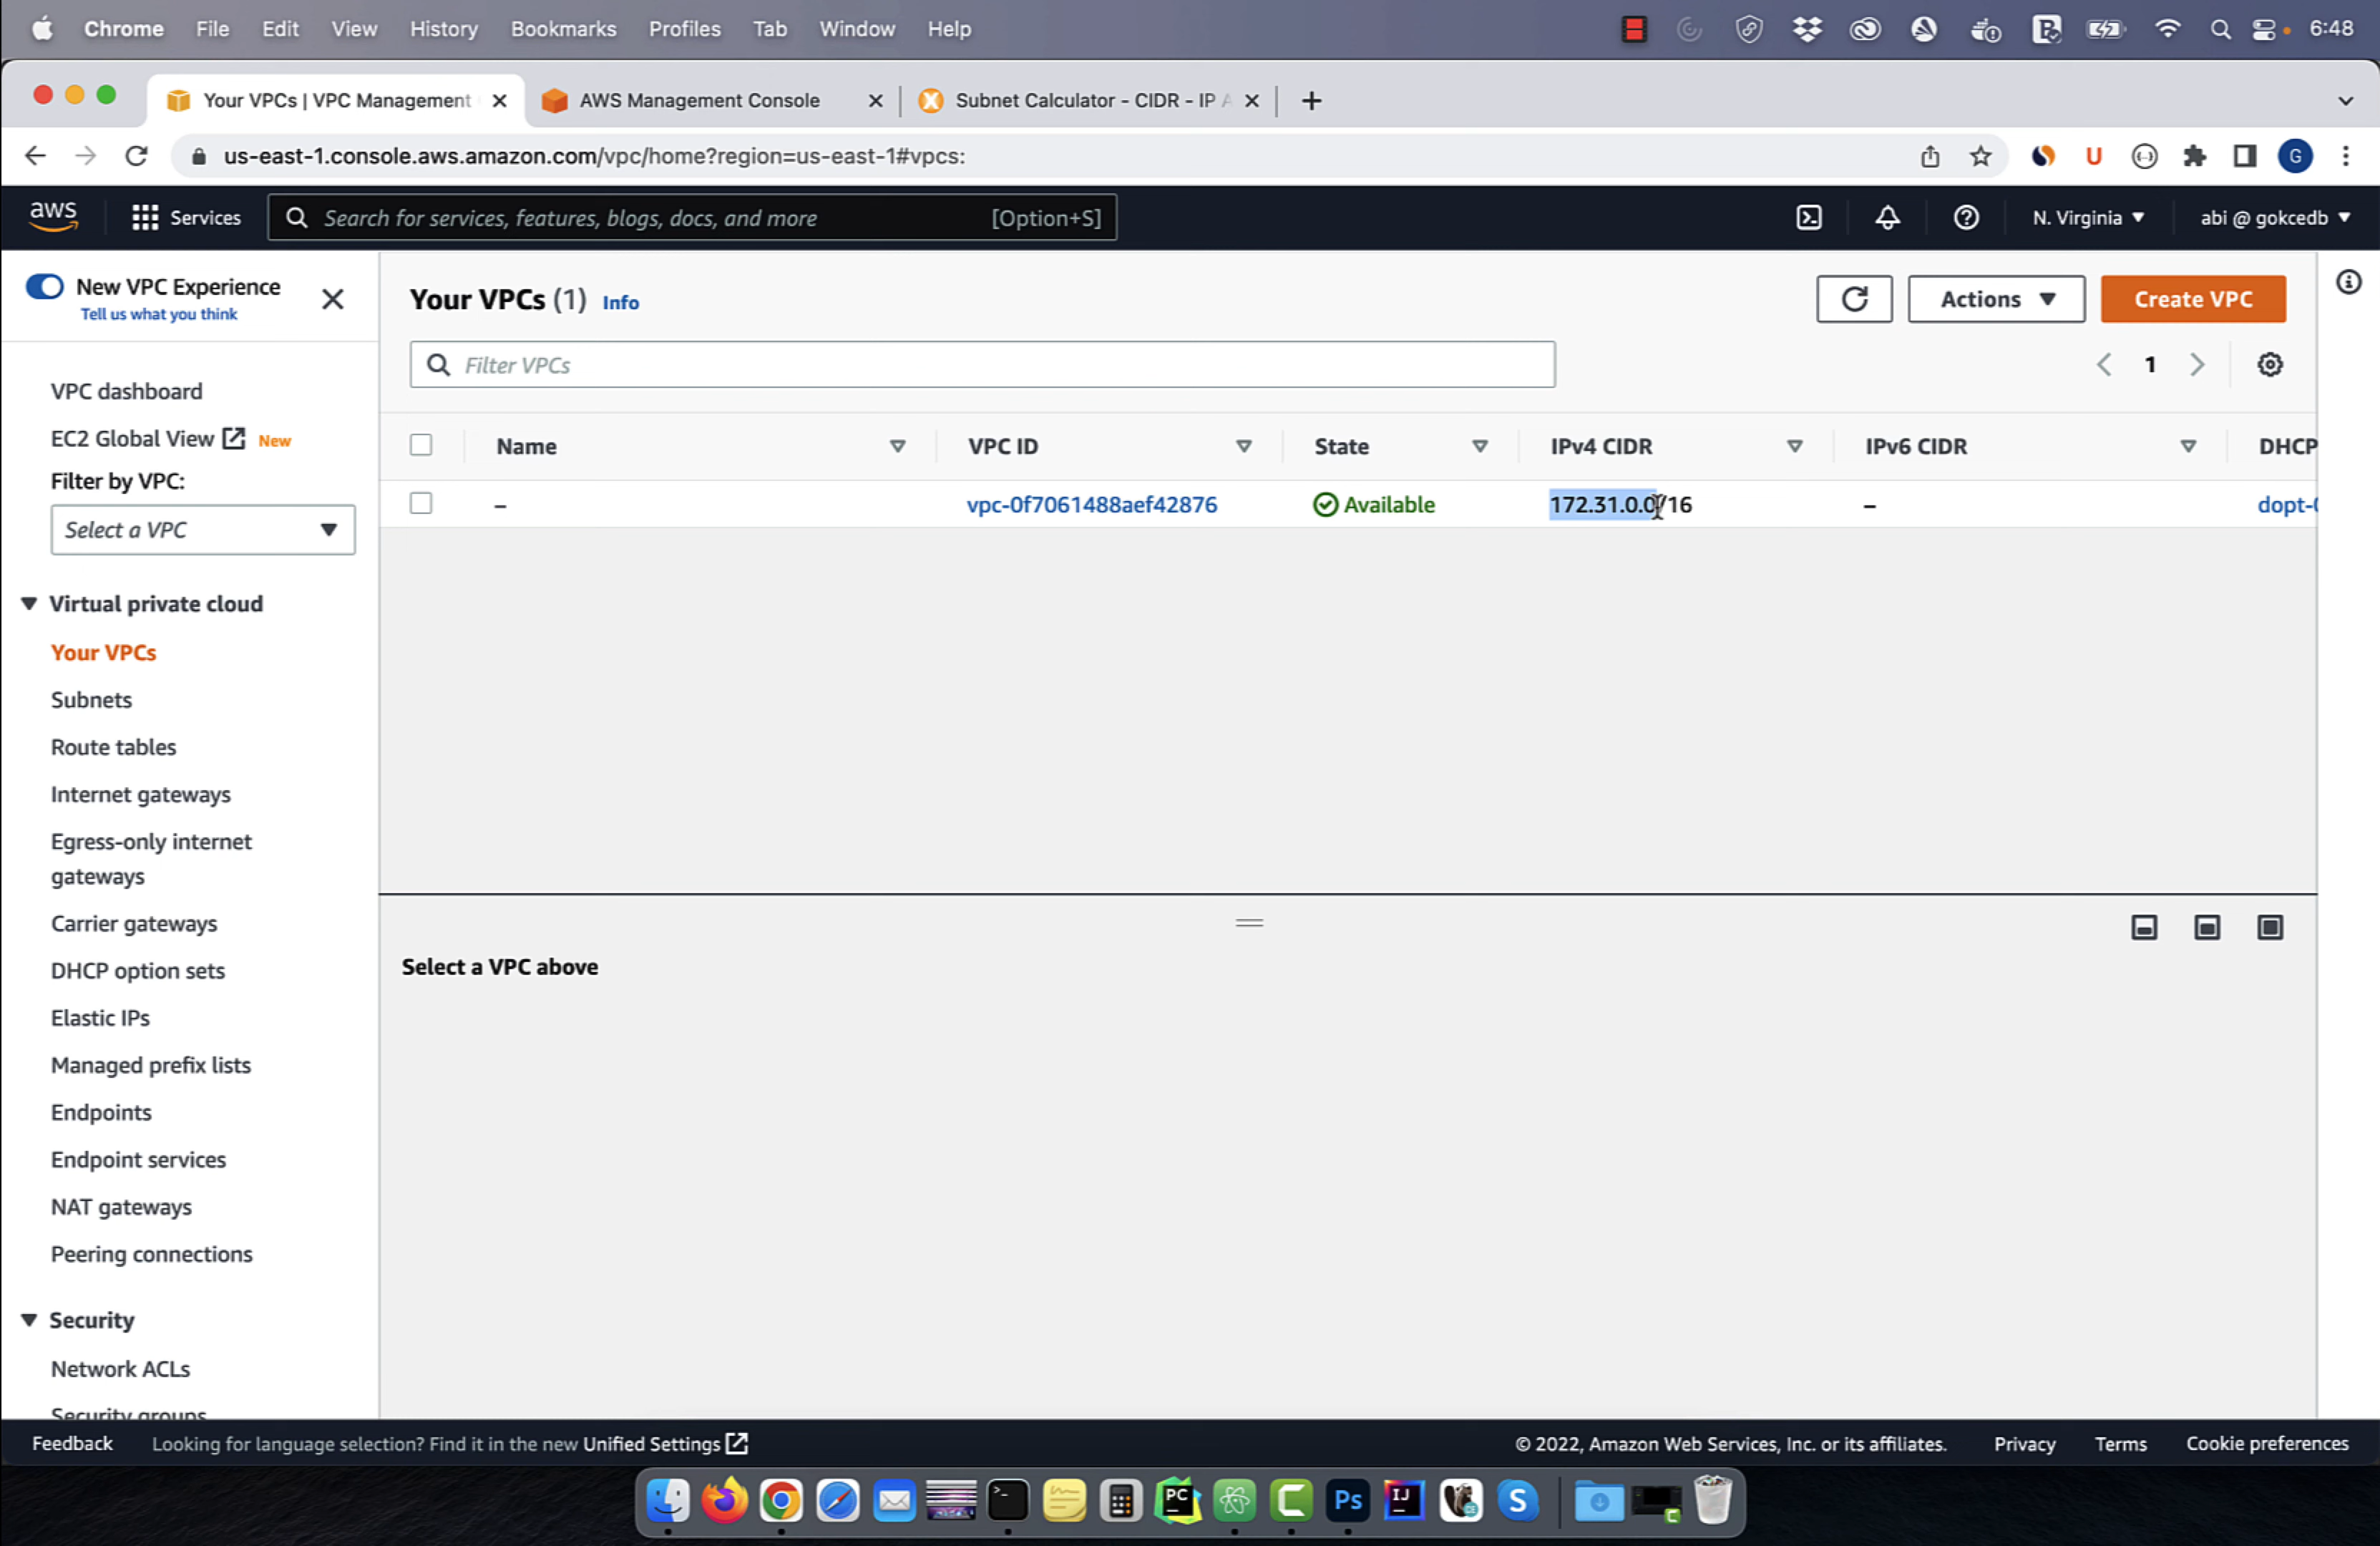 Chrome File Edit View History Bookmarks Profiles Tab Window Help 6:48
Your VPCs | VPC Management AWS Management Console Subnet Calculator - CIDR - IP A
us-east-1.console.aws.amazon.com/vpc/home?region=us-east-1#vpcs: U G
aws Services Search for services, features, blogs, docs, and more [Option+S] N. Virginia abi @ gokcedb
New VPC Experience
Tell us what you think
Your VPCs (1) Info Actions Create VPC
Filter VPCs 1
VPC dashboard
EC2 Global View New
Filter by VPC:
Select a VPC
Name VPC ID State IPv4 CIDR IPv6 CIDR DHCP
– vpc-0f7061488aef42876 Available 172.31.0.0/16 – dopt-0
Virtual private cloud
Your VPCs
Subnets
Route tables
Internet gateways
Egress-only internet
gateways
Carrier gateways
DHCP option sets
Elastic IPs
Managed prefix lists
Endpoints
Endpoint services
NAT gateways
Peering connections
Select a VPC above
Security
Network ACLs
Security groups
Feedback Looking for language selection? Find it in the new Unified Settings © 2022, Amazon Web Services, Inc. or its affiliates. Privacy Terms Cookie preferences
PC Ps IJ S